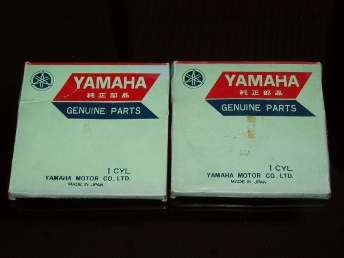 YAMAHA
純正部品
GENUINE PARTS
1 CYL.
YAMAHA MOTOR CO., LTD.
MADE IN JAPAN
YAMAHA
純正部品
GENUINE PARTS
1 CYL.
YAMAHA MOTOR CO., LTD.
MADE IN JAPAN